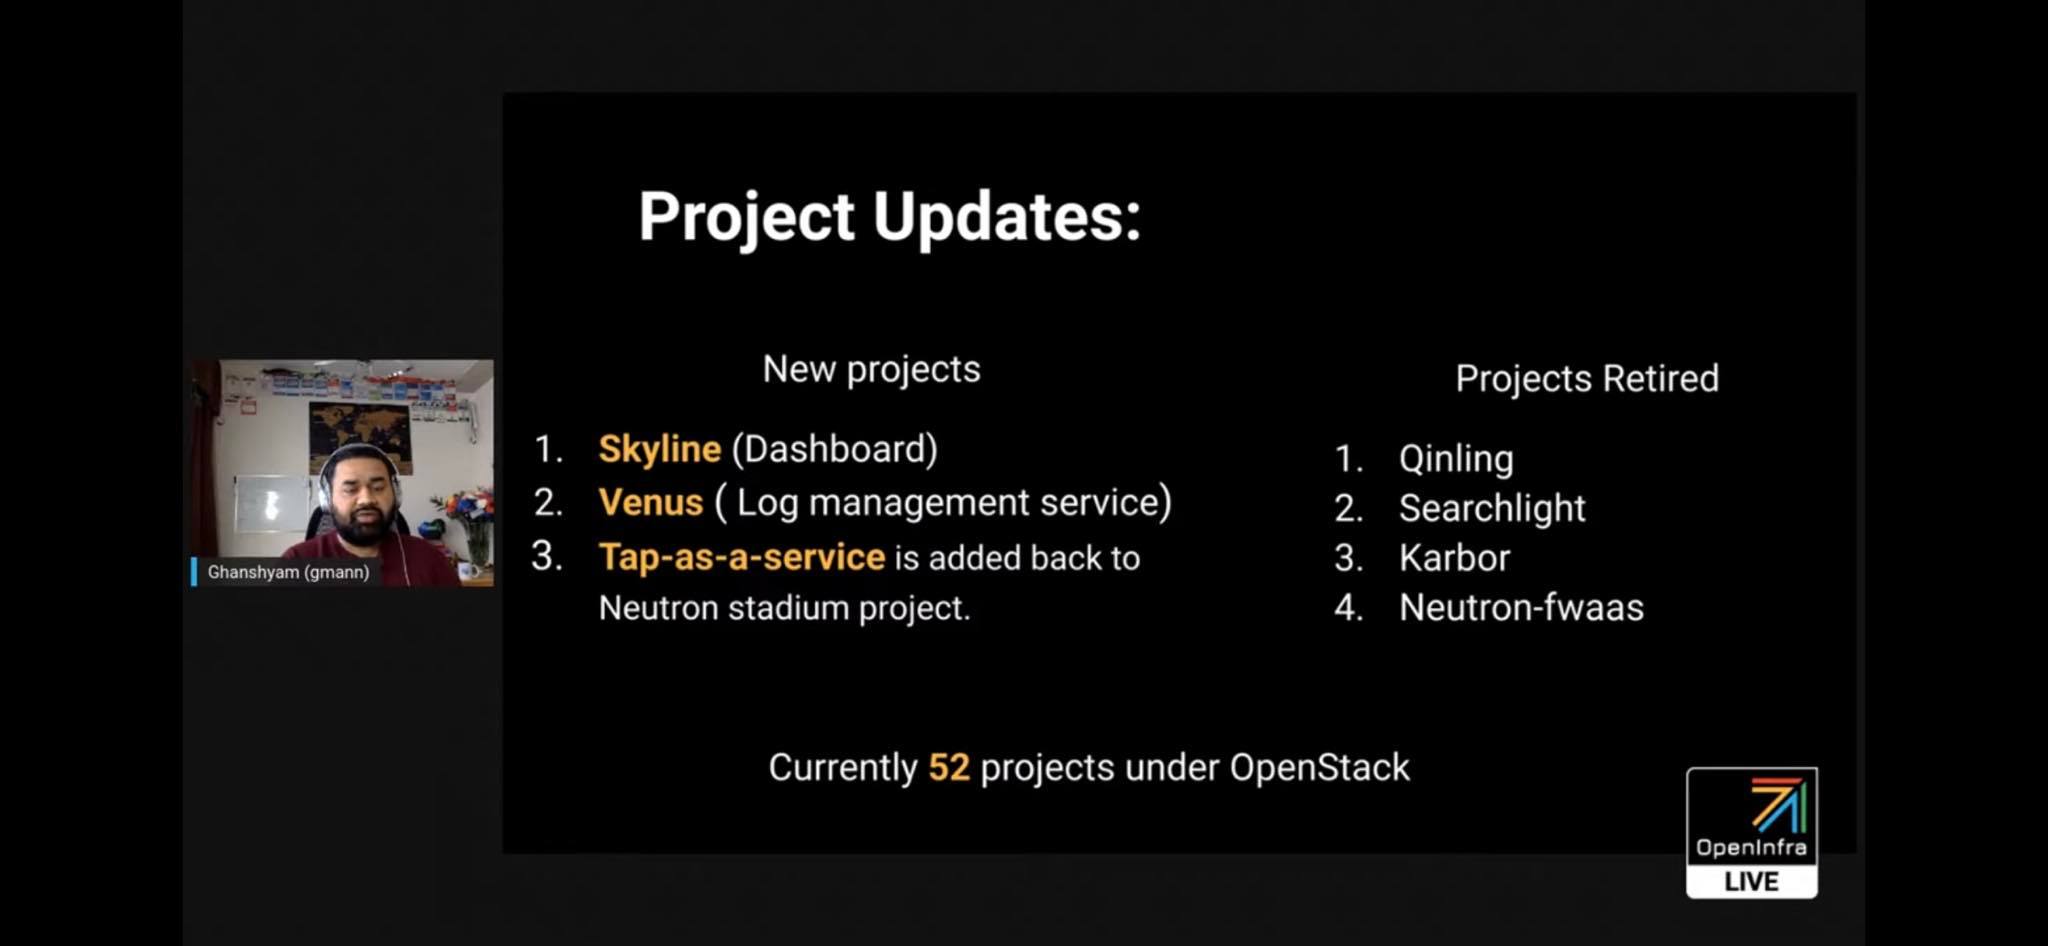 Project Updates:
New projects
1. Skyline (Dashboard)
2. Venus ( Log management service)
3. Tap-as-a-service is added back to
Neutron stadium project.
Projects Retired
1. Qinling
2. Searchlight
3. Karbor
4. Neutron-fwaas
Currently 52 projects under OpenStack
Ghanshyam (gmann)
OpenInfra
LIVE